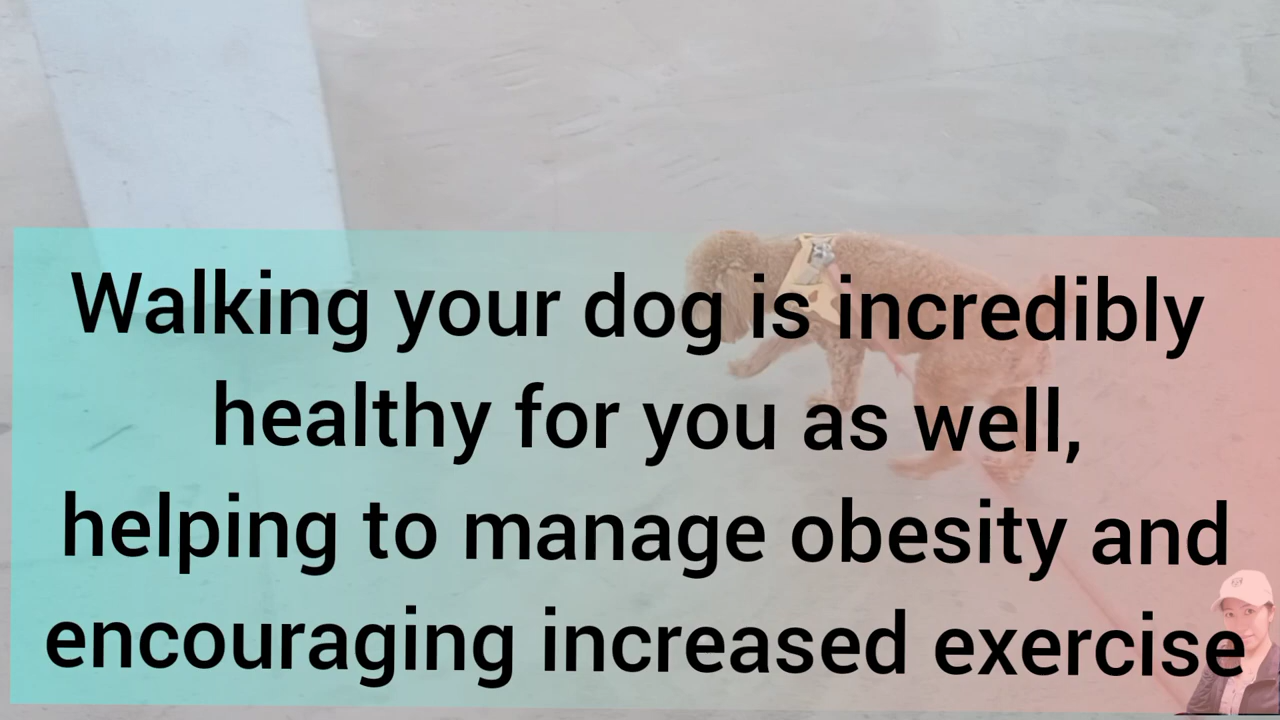 Walking your dog is incredibly
healthy for you as well,
helping to manage obesity and
encouraging increased exercise